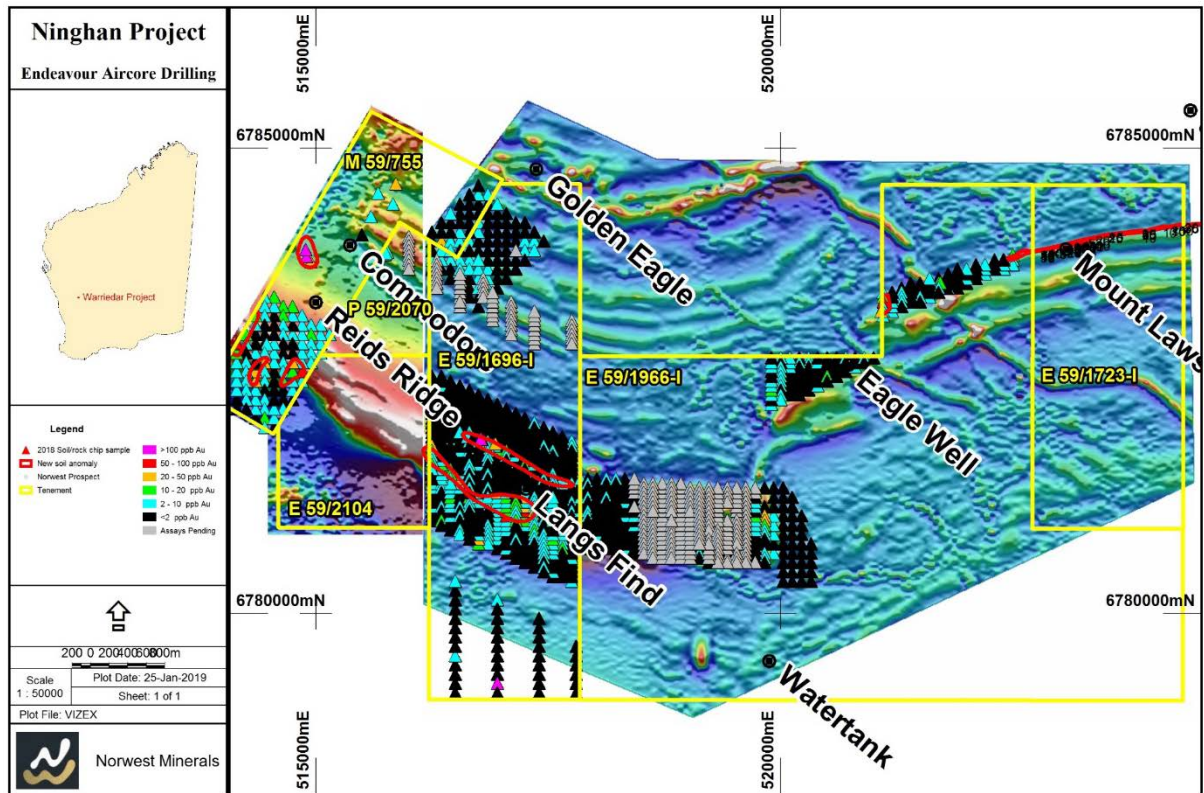 Ninghan Project
Endeavour Aircore Drilling
Warriedar Project
Legend
2018 Soil/rock chip sample
New soil anomaly
Norwest Prospect
Tenement
>100 ppb Au
50 - 100 ppb Au
20 - 50 ppb Au
10 - 20 ppb Au
2 - 10 ppb Au
<2 ppb Au
Assays Pending
Scale
1 : 50000
Plot Date: 25-Jan-2019
Sheet: 1 of 1
Plot File: VIZEX
Norwest Minerals
515000mE
520000mE
6785000mN
6785000mN
M 59/755
Golden Eagle
Commodore
P 59/2070
Reids Ridge
E 59/1696-I
E 59/1966-I
Mount Laws
E 59/1723-I
Eagle Well
E 59/2104
Langs Find
6780000mN
6780000mN
Watertank
515000mE
520000mE